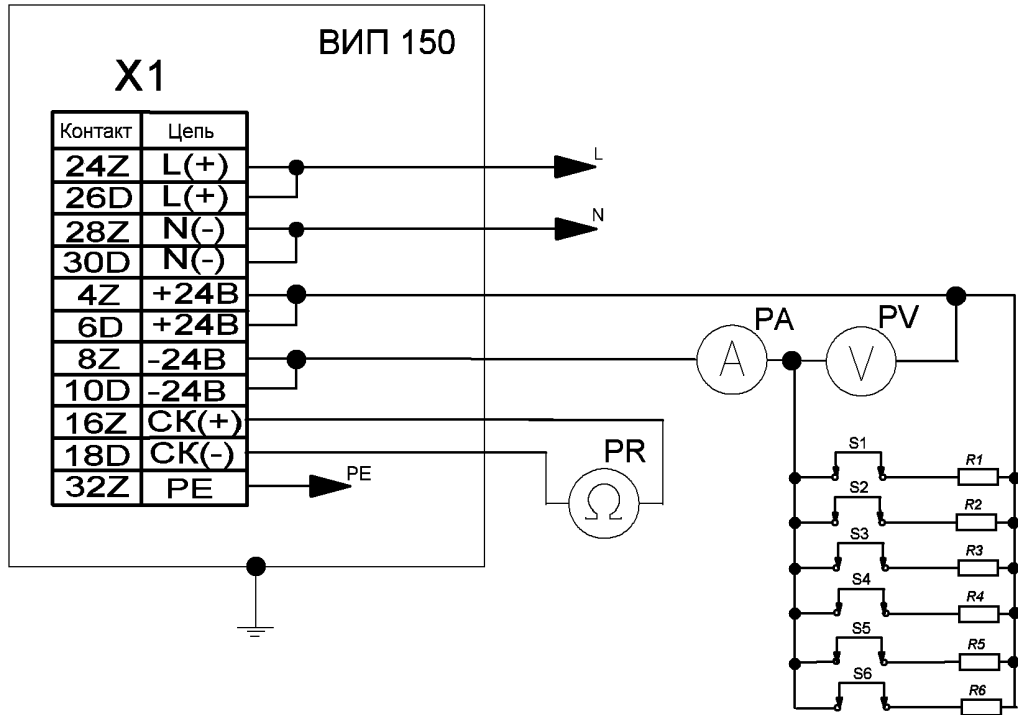 ВИП 150
X1
Контакт Цепь
24Z L(+)
26D L(+)
28Z N(-)
30D N(-)
4Z +24В
6D +24В
8Z -24В
10D -24В
16Z СК(+)
18D СК(-)
32Z PE
L
N
PE
PA
A
PV
V
PR
Ω
S1 R1
S2 R2
S3 R3
S4 R4
S5 R5
S6 R6